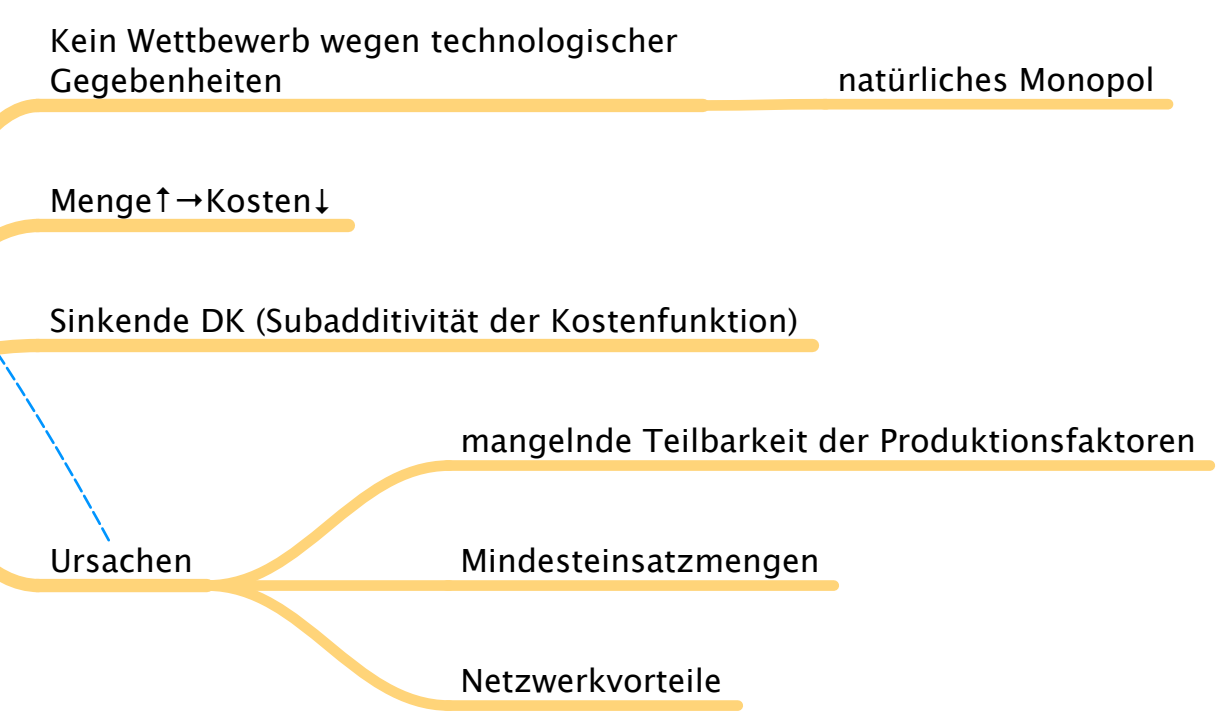 Kein Wettbewerb wegen technologischer
Gegebenheiten
natürliches Monopol
Menge↑→Kosten↓
Sinkende DK (Subadditivität der Kostenfunktion)
mangelnde Teilbarkeit der Produktionsfaktoren
Ursachen
Mindesteinsatzmengen
Netzwerkvorteile